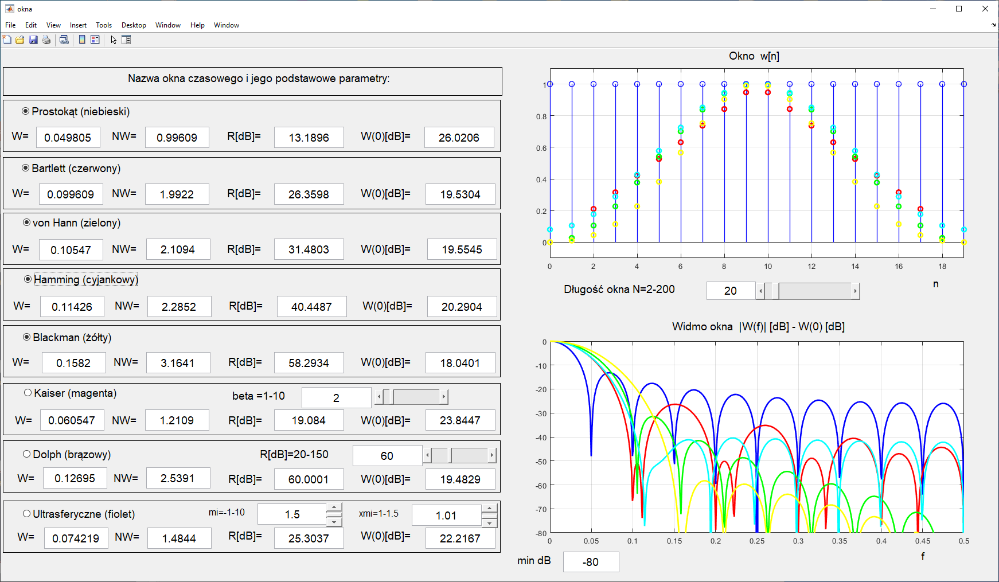 okna
File Edit View Insert Tools Desktop Window Help Window
Nazwa okna czasowego i jego podstawowe parametry:
Prostokąt (niebieski)
W= 0.049805 NW= 0.99609 R[dB]= 13.1896 W(0)[dB]= 26.0206
Bartlett (czerwony)
W= 0.099609 NW= 1.9922 R[dB]= 26.3598 W(0)[dB]= 19.5304
von Hann (zielony)
W= 0.10547 NW= 2.1094 R[dB]= 31.4803 W(0)[dB]= 19.5545
Hamming (cyjankowy)
W= 0.11426 NW= 2.2852 R[dB]= 40.4487 W(0)[dB]= 20.2904
Blackman (żółty)
W= 0.1582 NW= 3.1641 R[dB]= 58.2934 W(0)[dB]= 18.0401
Kaiser (magenta) beta =1-10 2
W= 0.060547 NW= 1.2109 R[dB]= 19.084 W(0)[dB]= 23.8447
Dolph (brązowy) R[dB]=20-150 60
W= 0.12695 NW= 2.5391 R[dB]= 60.0001 W(0)[dB]= 19.4829
Ultrasferyczne (fiolet) mi=-1-10 1.5 xmi=1-1.5 1.01
W= 0.074219 NW= 1.4844 R[dB]= 25.3037 W(0)[dB]= 22.2167
Okno w[n]
1
0.8
0.6
0.4
0.2
0
0 2 4 6 8 10 12 14 16 18
n
Długość okna N=2-200 20
Widmo okna |W(f)| [dB] - W(0) [dB]
0
-10
-20
-30
-40
-50
-60
-70
-80
0 0.05 0.1 0.15 0.2 0.25 0.3 0.35 0.4 0.45 0.5
f
min dB -80